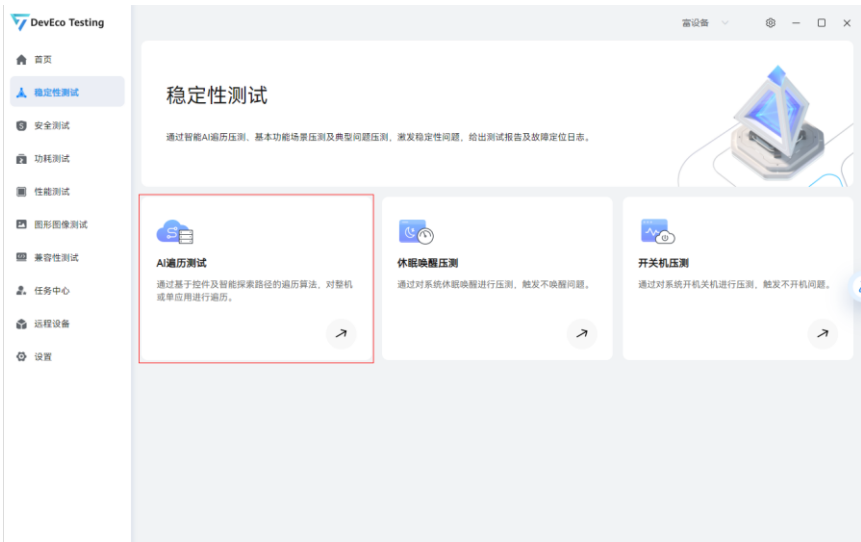 DevEco Testing
富设备
首页
稳定性测试
安全测试
功耗测试
性能测试
图形图像测试
兼容性测试
任务中心
远程设备
设置
稳定性测试
通过智能AI遍历压测、基本功能场景压测及典型问题压测，激发稳定性问题，给出测试报告及故障定位日志。
AI遍历测试
通过基于控件及智能探索路径的遍历算法，对整机
或单应用进行遍历。
休眠唤醒压测
通过对系统休眠唤醒进行压测，触发不唤醒问题。
开关机压测
通过对系统开机关机进行压测，触发不开机问题。